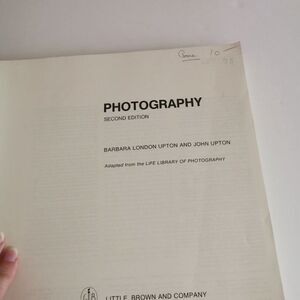 10-
PHOTOGRAPHY
SECOND EDITION
BARBARA LONDON UPTON AND JOHN UPTON
Adapted from the LIFE LIBRARY OF PHOTOGRAPHY
LITTLE, BROWN AND COMPANY